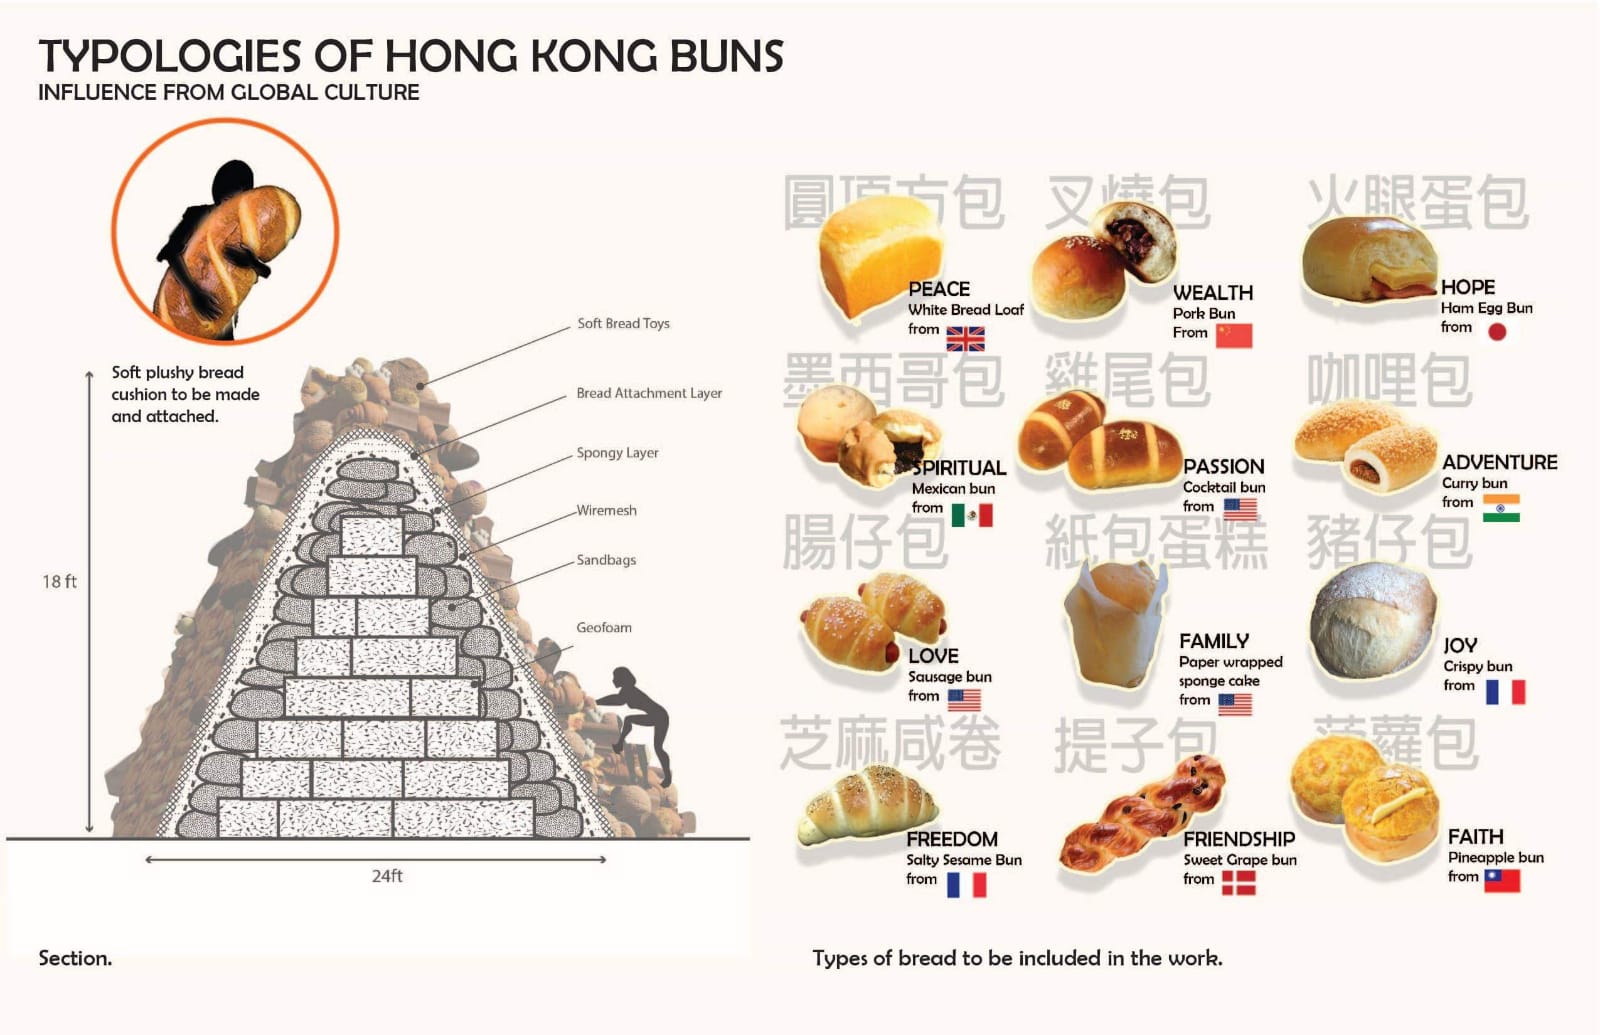 TYPOLOGIES OF HONG KONG BUNS
INFLUENCE FROM GLOBAL CULTURE
Soft plushy bread
cushion to be made
and attached.
Soft Bread Toys
Bread Attachment Layer
Spongy Layer
Wiremesh
Sandbags
Geofoam
18 ft
24ft
Section.
圓頂方包
PEACE
White Bread Loaf
from
叉燒包
WEALTH
Pork Bun
From
火腿蛋包
HOPE
Ham Egg Bun
from
墨西哥包
SPIRITUAL
Mexican bun
from
雞尾包
PASSION
Cocktail bun
from
咖哩包
ADVENTURE
Curry bun
from
腸仔包
LOVE
Sausage bun
from
紙包蛋糕
FAMILY
Paper wrapped
sponge cake
from
豬仔包
JOY
Crispy bun
from
芝麻咸卷
FREEDOM
Salty Sesame Bun
from
提子包
FRIENDSHIP
Sweet Grape bun
from
菠蘿包
FAITH
Pineapple bun
from
Types of bread to be included in the work.